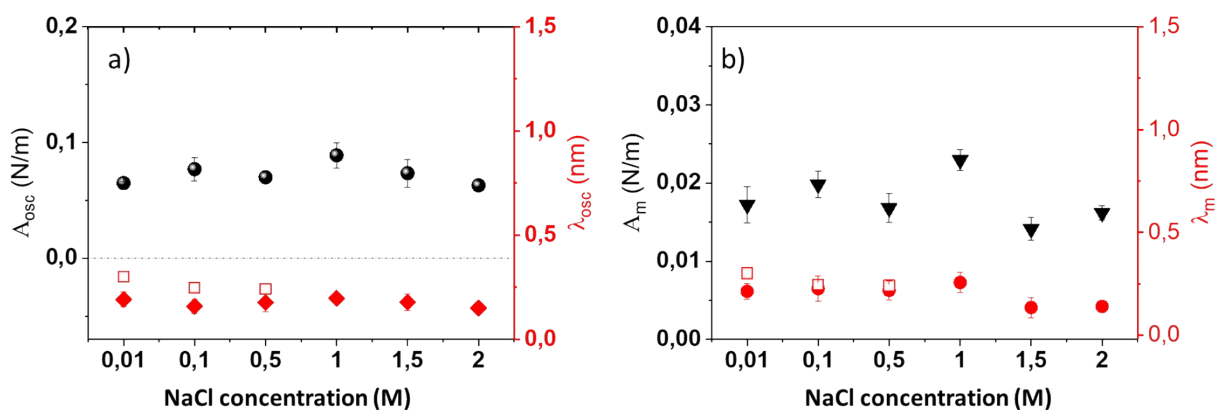 a)
0,2
0,1
0,0
A_osc (N/m)
1,5
1,0
0,5
0,0
λ_osc (nm)
0,01 0,1 0,5 1 1,5 2
NaCl concentration (M)
b)
0,04
0,03
0,02
0,01
0,00
A_m (N/m)
1,5
1,0
0,5
0,0
λ_m (nm)
0,01 0,1 0,5 1 1,5 2
NaCl concentration (M)